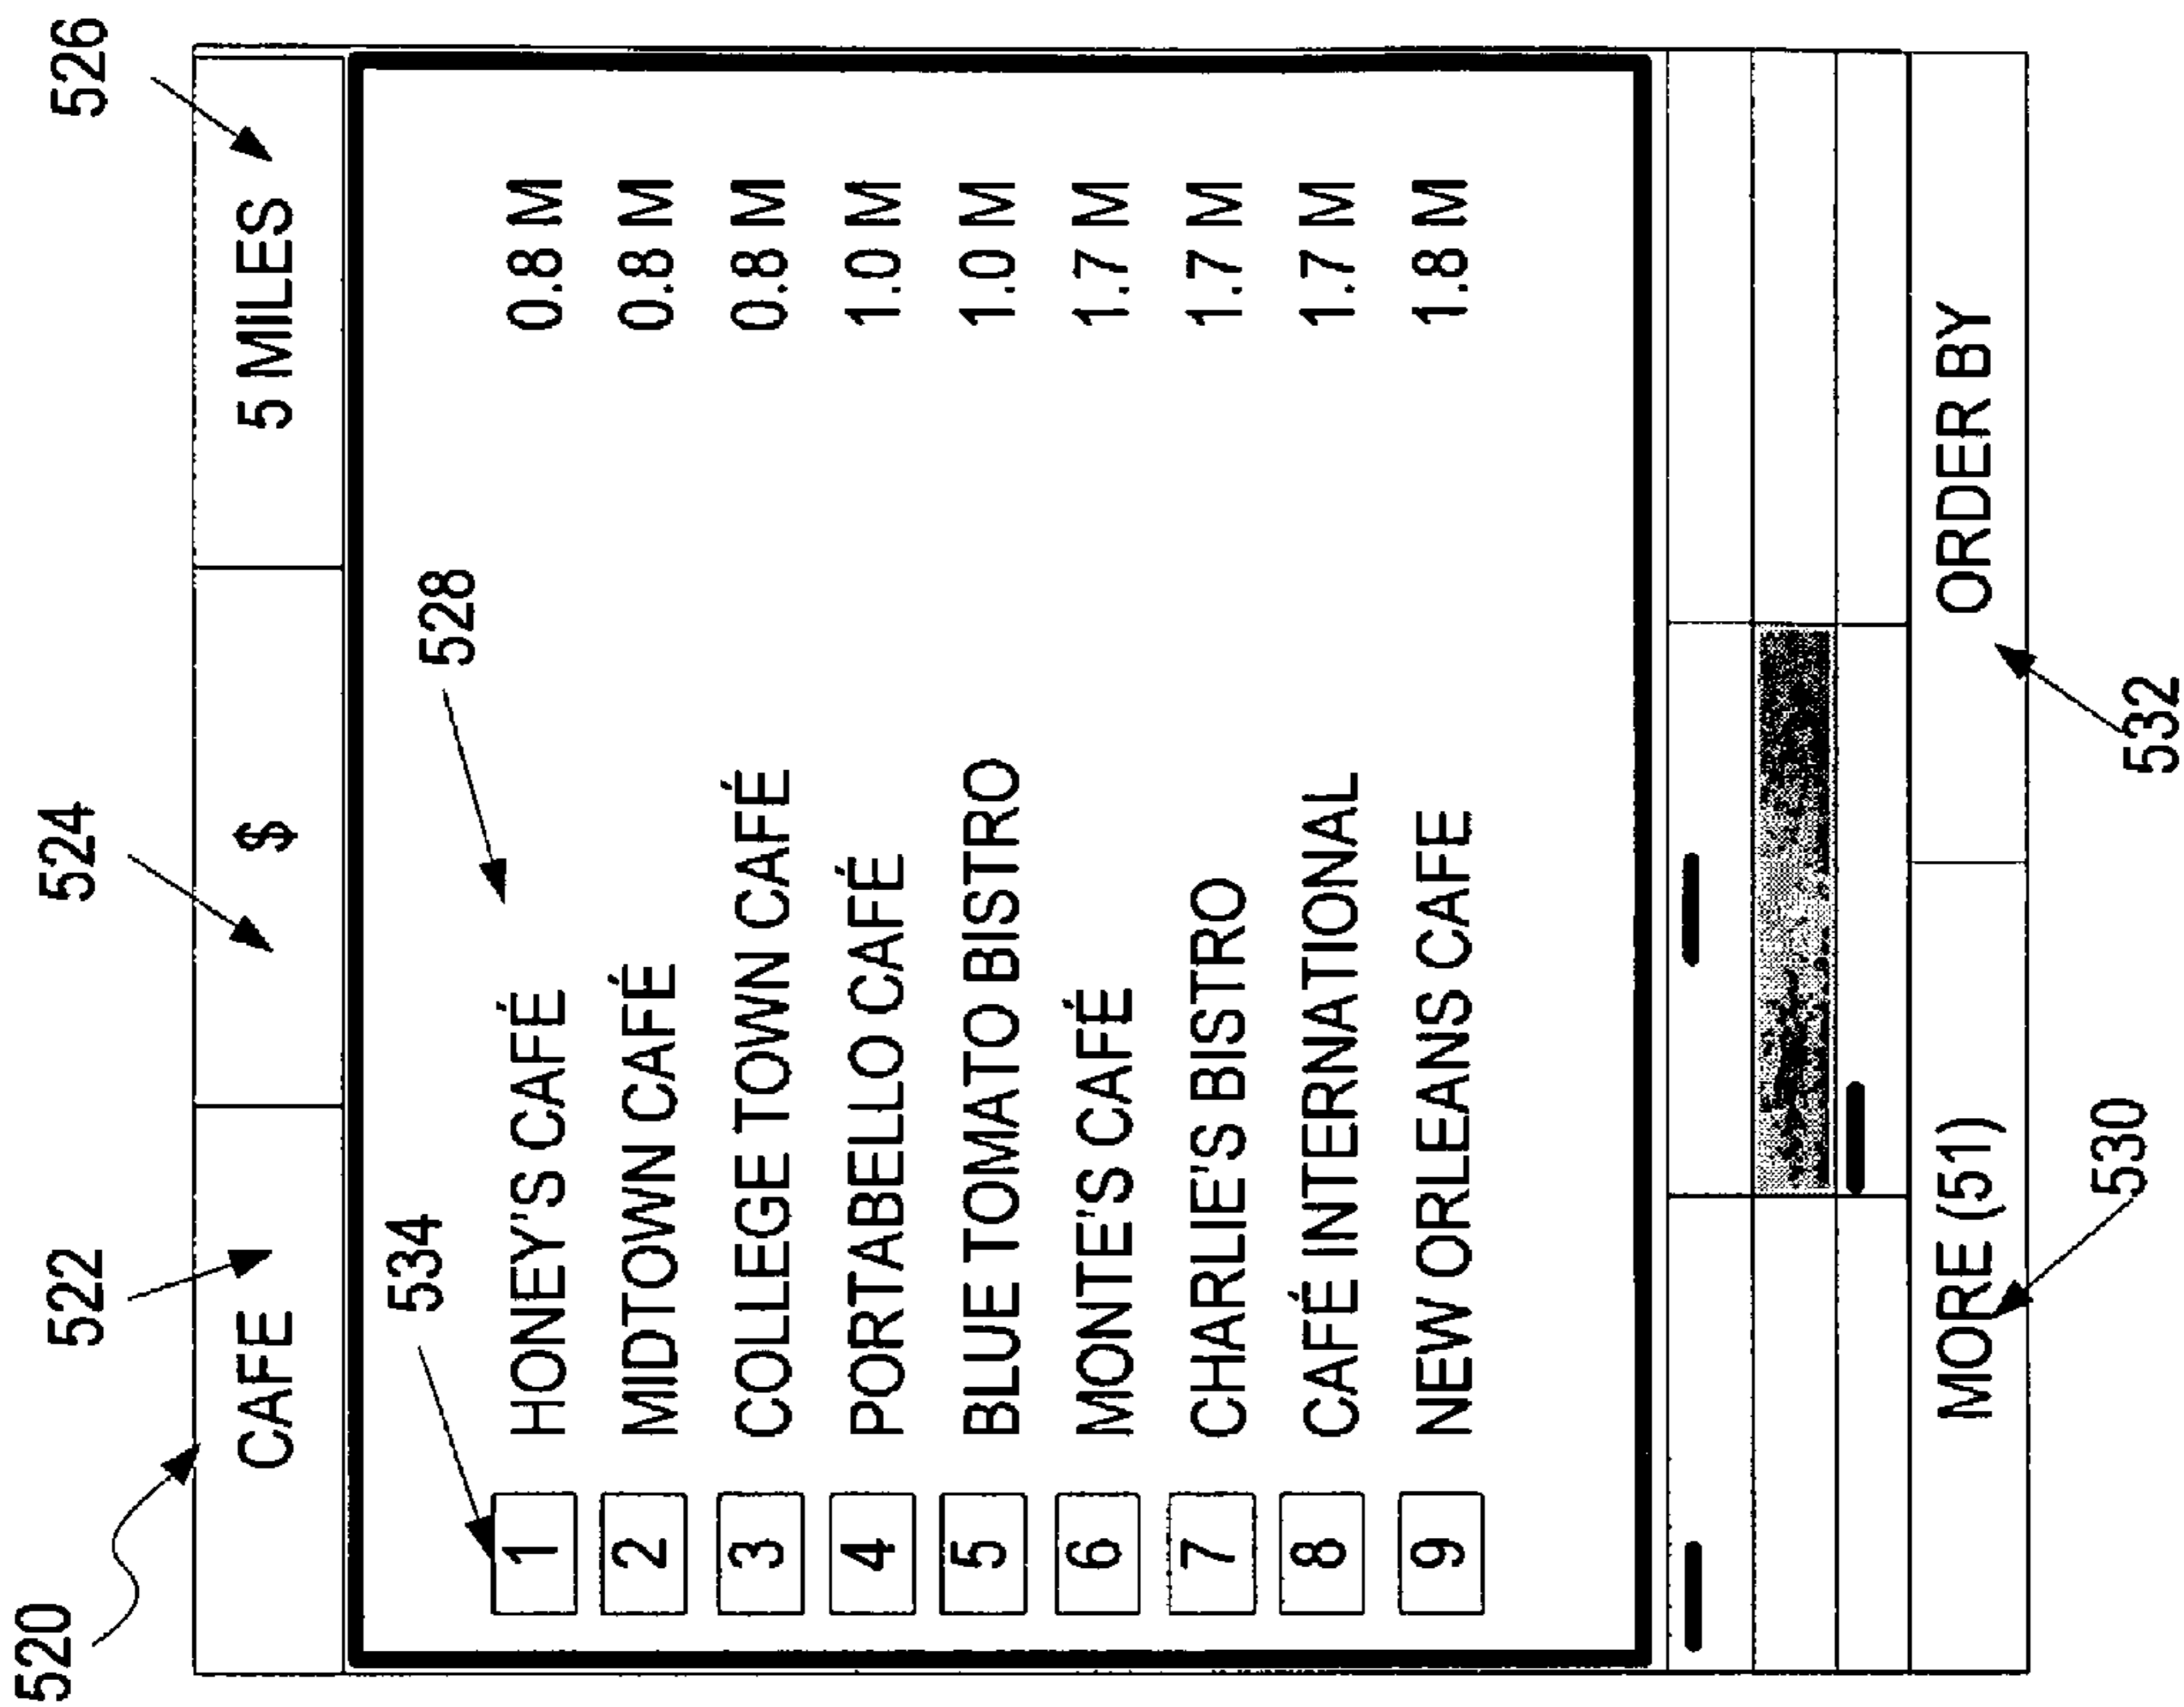 520
522
524
526
CAFE $ 5 MILES
534
528
1 HONEY'S CAFÉ 0.8 M
2 MIDTOWN CAFÉ 0.8 M
3 COLLEGE TOWN CAFÉ 0.8 M
4 PORTABELLO CAFÉ 1.0 M
5 BLUE TOMATO BISTRO 1.0 M
6 MONTE'S CAFÉ 1.7 M
7 CHARLIE'S BISTRO 1.7 M
8 CAFÉ INTERNATIONAL 1.7 M
9 NEW ORLEANS CAFE 1.8 M
MORE (51) ORDER BY
530
532